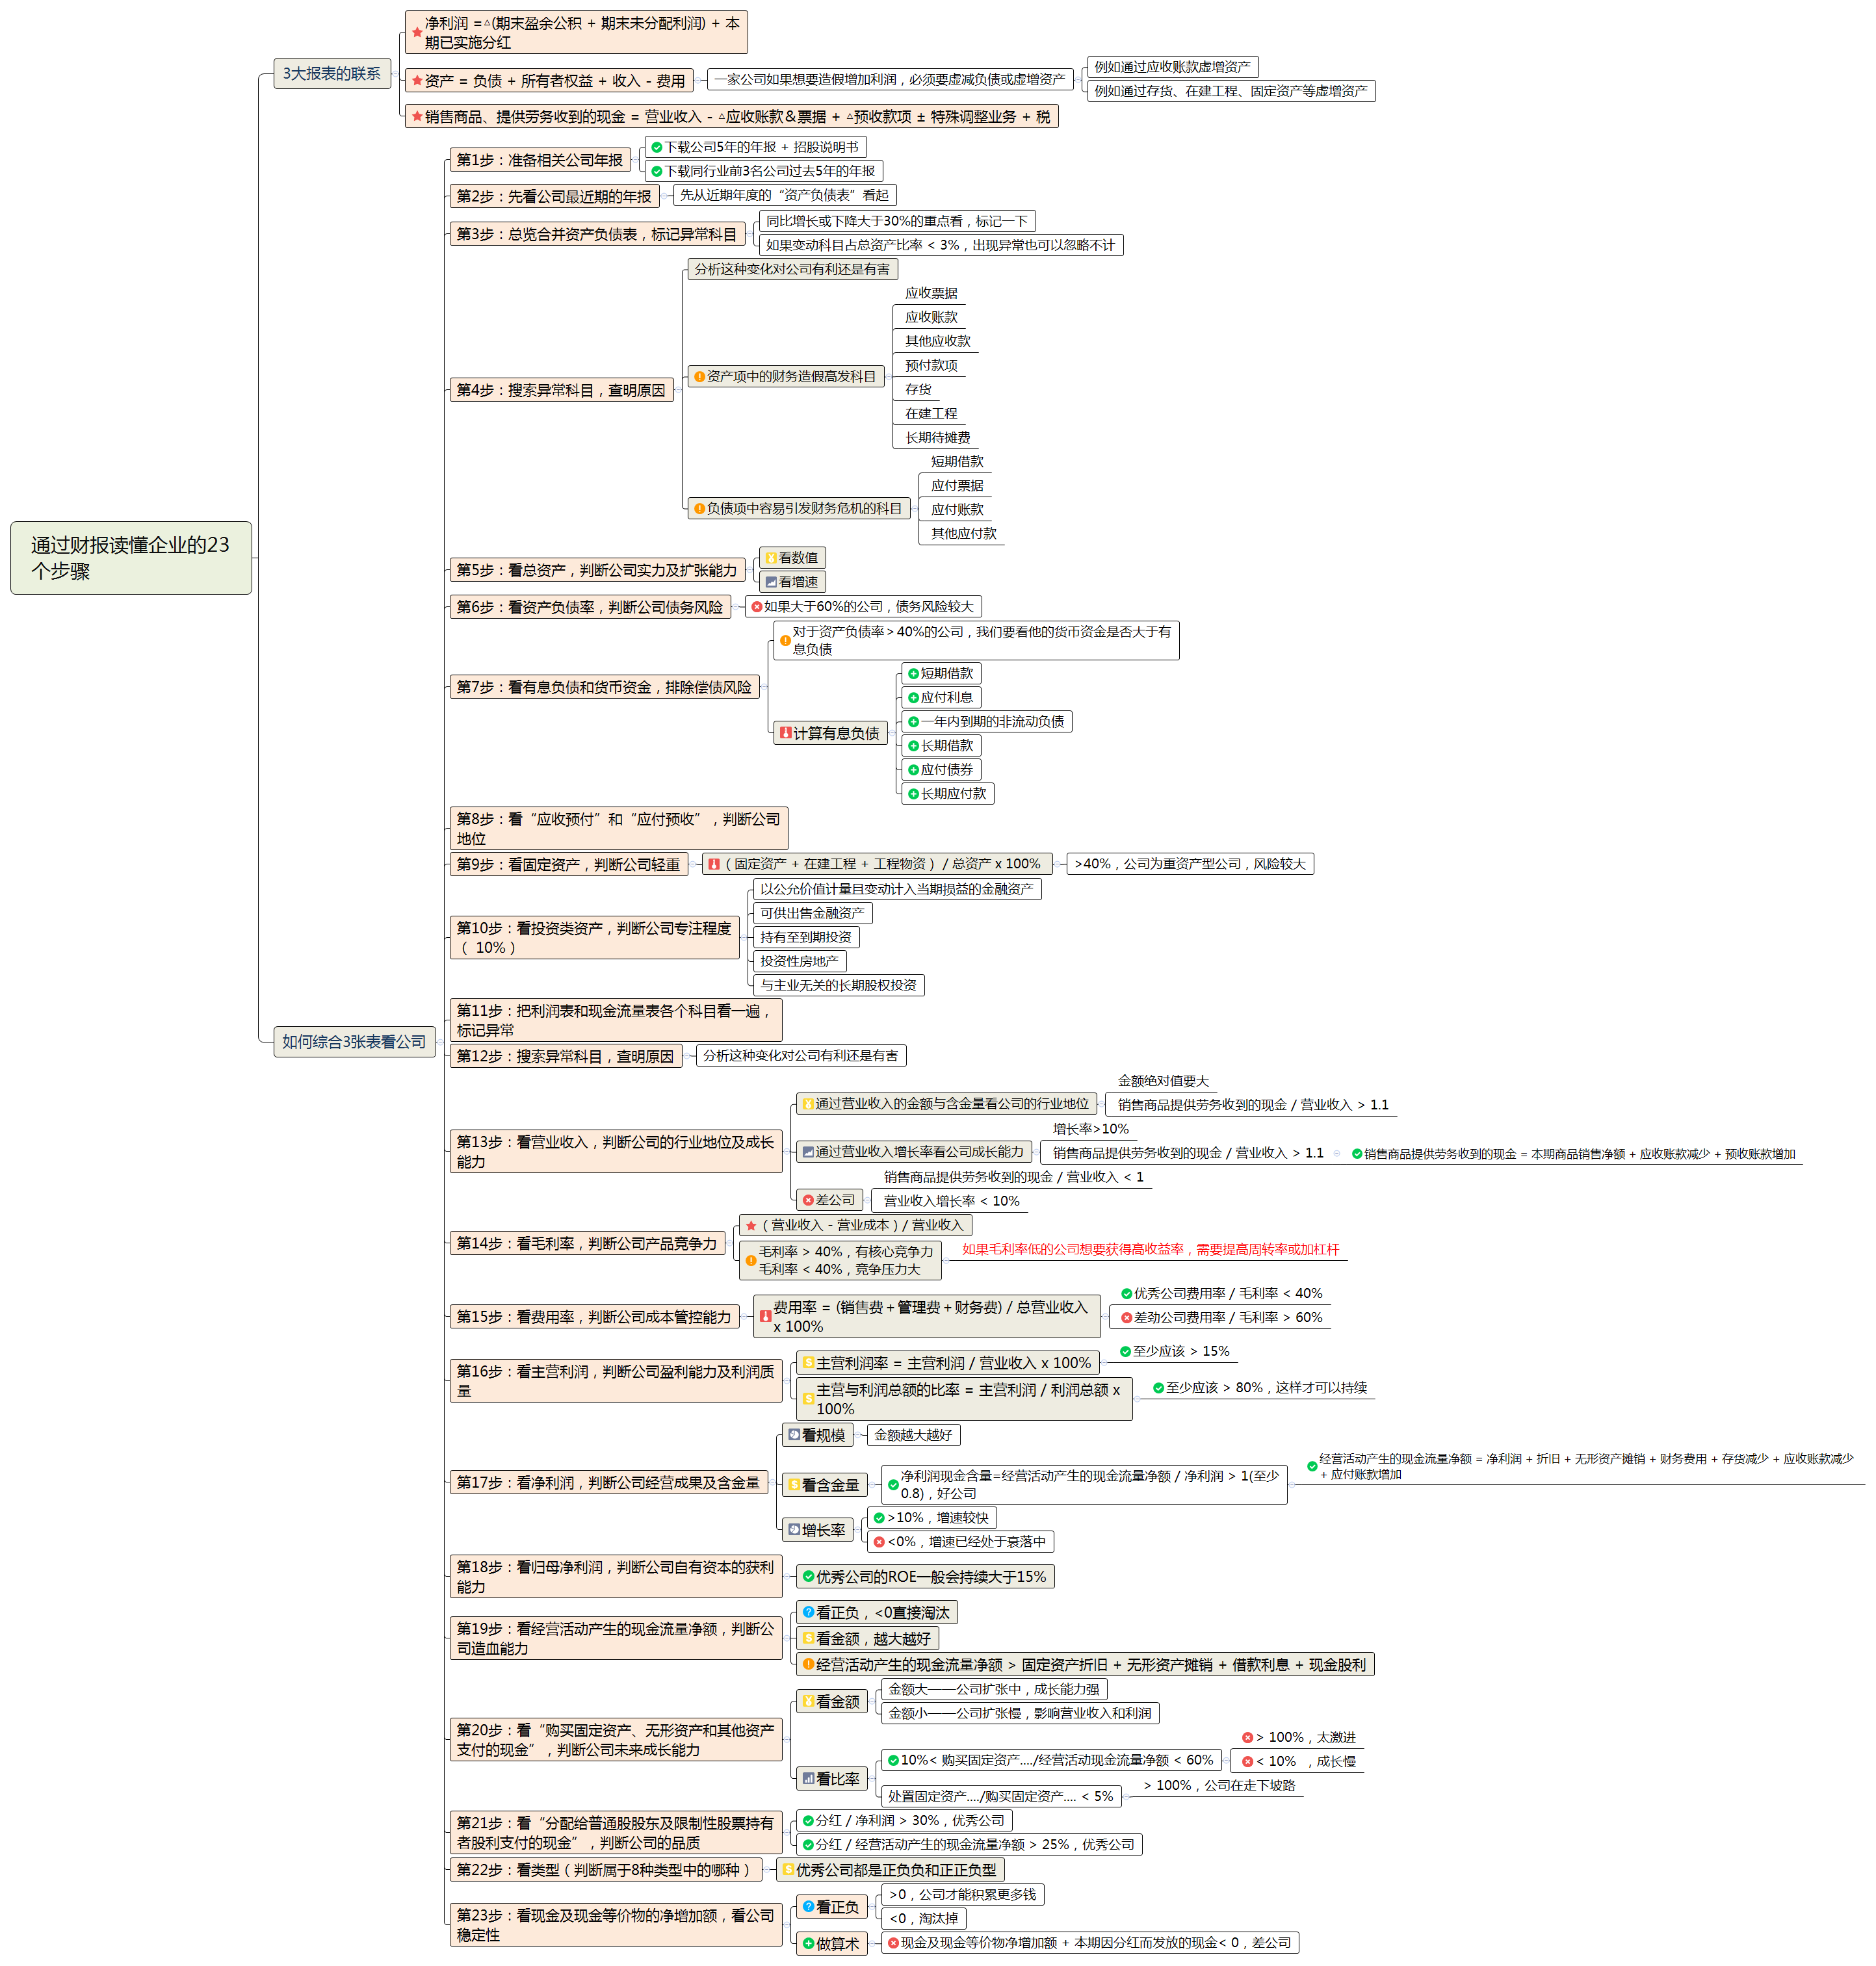 通过财报读懂企业的23
个步骤
3大报表的联系
净利润 =△(期末盈余公积 + 期末未分配利润) + 本
期已实施分红
资产 = 负债 + 所有者权益 + 收入 - 费用
一家公司如果想要造假增加利润，必须要虚减负债或虚增资产
例如通过应收账款虚增资产
例如通过存货、在建工程、固定资产等虚增资产
销售商品、提供劳务收到的现金 = 营业收入 - △应收账款＆票据 + △预收款项 ± 特殊调整业务 + 税
如何综合3张表看公司
第1步：准备相关公司年报
下载公司5年的年报 + 招股说明书
下载同行业前3名公司过去5年的年报
第2步：先看公司最近期的年报
先从近期年度的“资产负债表”看起
第3步：总览合并资产负债表，标记异常科目
同比增长或下降大于30%的重点看，标记一下
如果变动科目占总资产比率 < 3%，出现异常也可以忽略不计
第4步：搜索异常科目，查明原因
分析这种变化对公司有利还是有害
资产项中的财务造假高发科目
应收票据
应收账款
其他应收款
预付款项
存货
在建工程
长期待摊费
负债项中容易引发财务危机的科目
短期借款
应付票据
应付账款
其他应付款
第5步：看总资产，判断公司实力及扩张能力
看数值
看增速
第6步：看资产负债率，判断公司债务风险
如果大于60%的公司，债务风险较大
第7步：看有息负债和货币资金，排除偿债风险
对于资产负债率＞40%的公司，我们要看他的货币资金是否大于有
息负债
计算有息负债
短期借款
应付利息
一年内到期的非流动负债
长期借款
应付债券
长期应付款
第8步：看“应收预付”和“应付预收”，判断公司
地位
第9步：看固定资产，判断公司轻重
（ 固定资产 + 在建工程 + 工程物资 ）/ 总资产 x 100%
>40%，公司为重资产型公司，风险较大
第10步：看投资类资产，判断公司专注程度
（ 10%）
以公允价值计量且变动计入当期损益的金融资产
可供出售金融资产
持有至到期投资
投资性房地产
与主业无关的长期股权投资
第11步：把利润表和现金流量表各个科目看一遍，
标记异常
第12步：搜索异常科目，查明原因
分析这种变化对公司有利还是有害
第13步：看营业收入，判断公司的行业地位及成长
能力
通过营业收入的金额与含金量看公司的行业地位
金额绝对值要大
销售商品提供劳务收到的现金 / 营业收入 > 1.1
通过营业收入增长率看公司成长能力
增长率>10%
销售商品提供劳务收到的现金 / 营业收入 > 1.1
销售商品提供劳务收到的现金 = 本期商品销售净额 + 应收账款减少 + 预收账款增加
差公司
销售商品提供劳务收到的现金 / 营业收入 < 1
营业收入增长率 < 10%
第14步：看毛利率，判断公司产品竞争力
（ 营业收入 - 营业成本 ）/ 营业收入
毛利率 > 40%，有核心竞争力
毛利率 < 40%，竞争压力大
如果毛利率低的公司想要获得高收益率，需要提高周转率或加杠杆
第15步：看费用率，判断公司成本管控能力
费用率 = (销售费＋管理费＋财务费) / 总营业收入
x 100%
优秀公司费用率 / 毛利率 < 40%
差劲公司费用率 / 毛利率 > 60%
第16步：看主营利润，判断公司盈利能力及利润质
量
主营利润率 = 主营利润 / 营业收入 x 100%
至少应该 > 15%
主营与利润总额的比率 = 主营利润 / 利润总额 x
100%
至少应该 > 80%，这样才可以持续
第17步：看净利润，判断公司经营成果及含金量
看规模
金额越大越好
看含金量
净利润现金含量=经营活动产生的现金流量净额 / 净利润 > 1(至少
0.8)，好公司
经营活动产生的现金流量净额 = 净利润 + 折旧 + 无形资产摊销 + 财务费用 + 存货减少 + 应收账款减少
+ 应付账款增加
增长率
>10%，增速较快
<0%，增速已经处于衰落中
第18步：看归母净利润，判断公司自有资本的获利
能力
优秀公司的ROE一般会持续大于15%
第19步：看经营活动产生的现金流量净额，判断公
司造血能力
看正负，<0直接淘汰
看金额，越大越好
经营活动产生的现金流量净额 > 固定资产折旧 + 无形资产摊销 + 借款利息 + 现金股利
第20步：看“购买固定资产、无形资产和其他资产
支付的现金”，判断公司未来成长能力
看金额
金额大——公司扩张中，成长能力强
金额小——公司扩张慢，影响营业收入和利润
看比率
10%< 购买固定资产..../经营活动现金流量净额 < 60%
> 100%，太激进
< 10% ，成长慢
处置固定资产..../购买固定资产.... < 5%
> 100%，公司在走下坡路
第21步：看“分配给普通股股东及限制性股票持有
者股利支付的现金”，判断公司的品质
分红 / 净利润 > 30%，优秀公司
分红 / 经营活动产生的现金流量净额 > 25%，优秀公司
第22步：看类型（判断属于8种类型中的哪种）
优秀公司都是正负负和正正负型
第23步：看现金及现金等价物的净增加额，看公司
稳定性
看正负
>0，公司才能积累更多钱
<0，淘汰掉
做算术
现金及现金等价物净增加额 + 本期因分红而发放的现金< 0，差公司